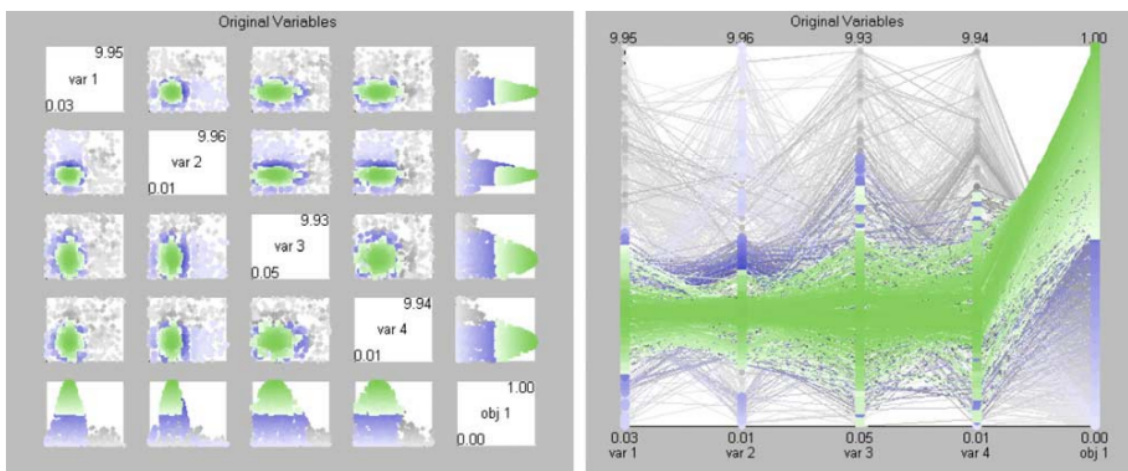 Original Variables
9.95
var 1
0.03
9.96
var 2
0.01
9.93
var 3
0.05
9.94
var 4
0.01
1.00
obj 1
0.00
Original Variables
9.95 9.96 9.93 9.94 1.00
0.03 0.01 0.05 0.01 0.00
var 1 var 2 var 3 var 4 obj 1